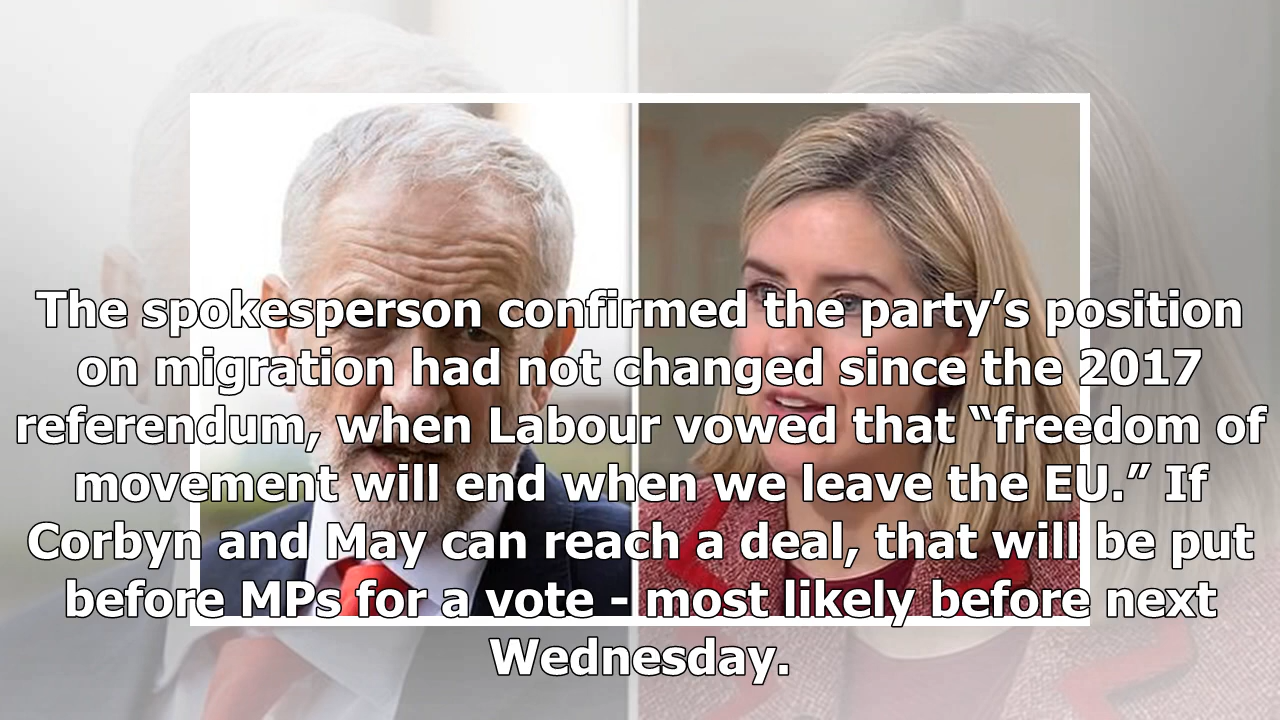 The spokesperson confirmed the party’s position
on migration had not changed since the 2017
referendum, when Labour vowed that “freedom of
movement will end when we leave the EU.” If
Corbyn and May can reach a deal, that will be put
before MPs for a vote - most likely before next
Wednesday.